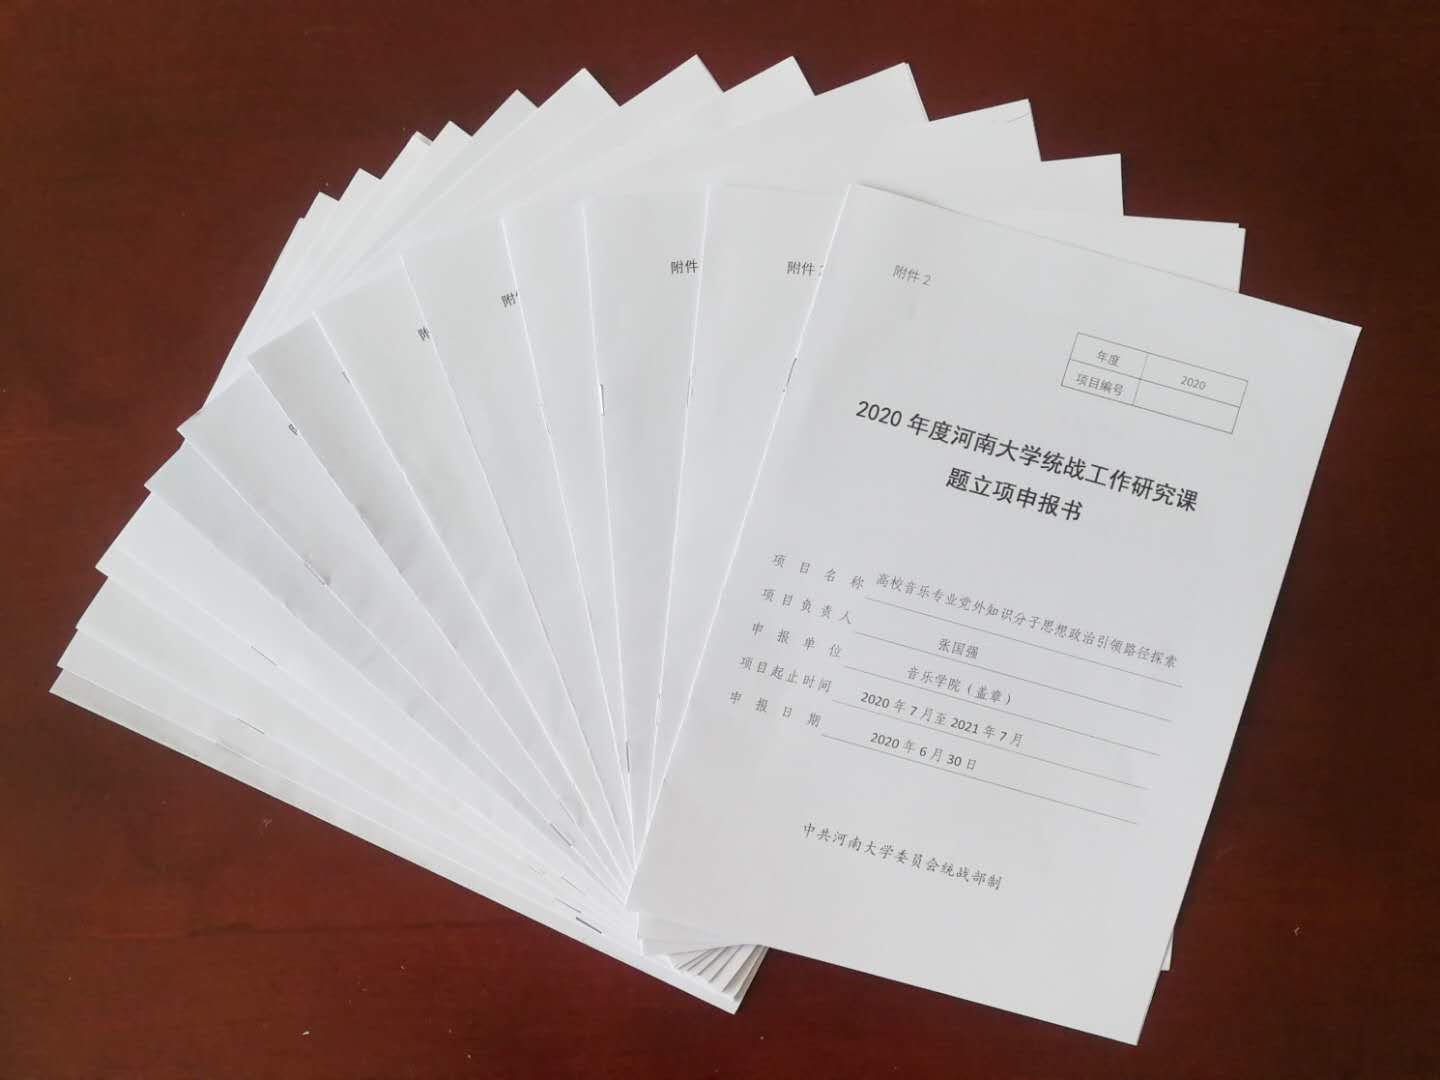 附件
附
附件
附
附件 2
年度 2020
项目编号
2020 年度河南大学统战工作研究课
题立项申报书
项目名称 高校音乐专业党外知识分子思想政治引领路径探索
项目负责人 张国强
申报单位 音乐学院（盖章）
项目起止时间 2020 年 7 月至 2021 年 7 月
申报日期 2020 年 6 月 30 日
中共河南大学委员会统战部制